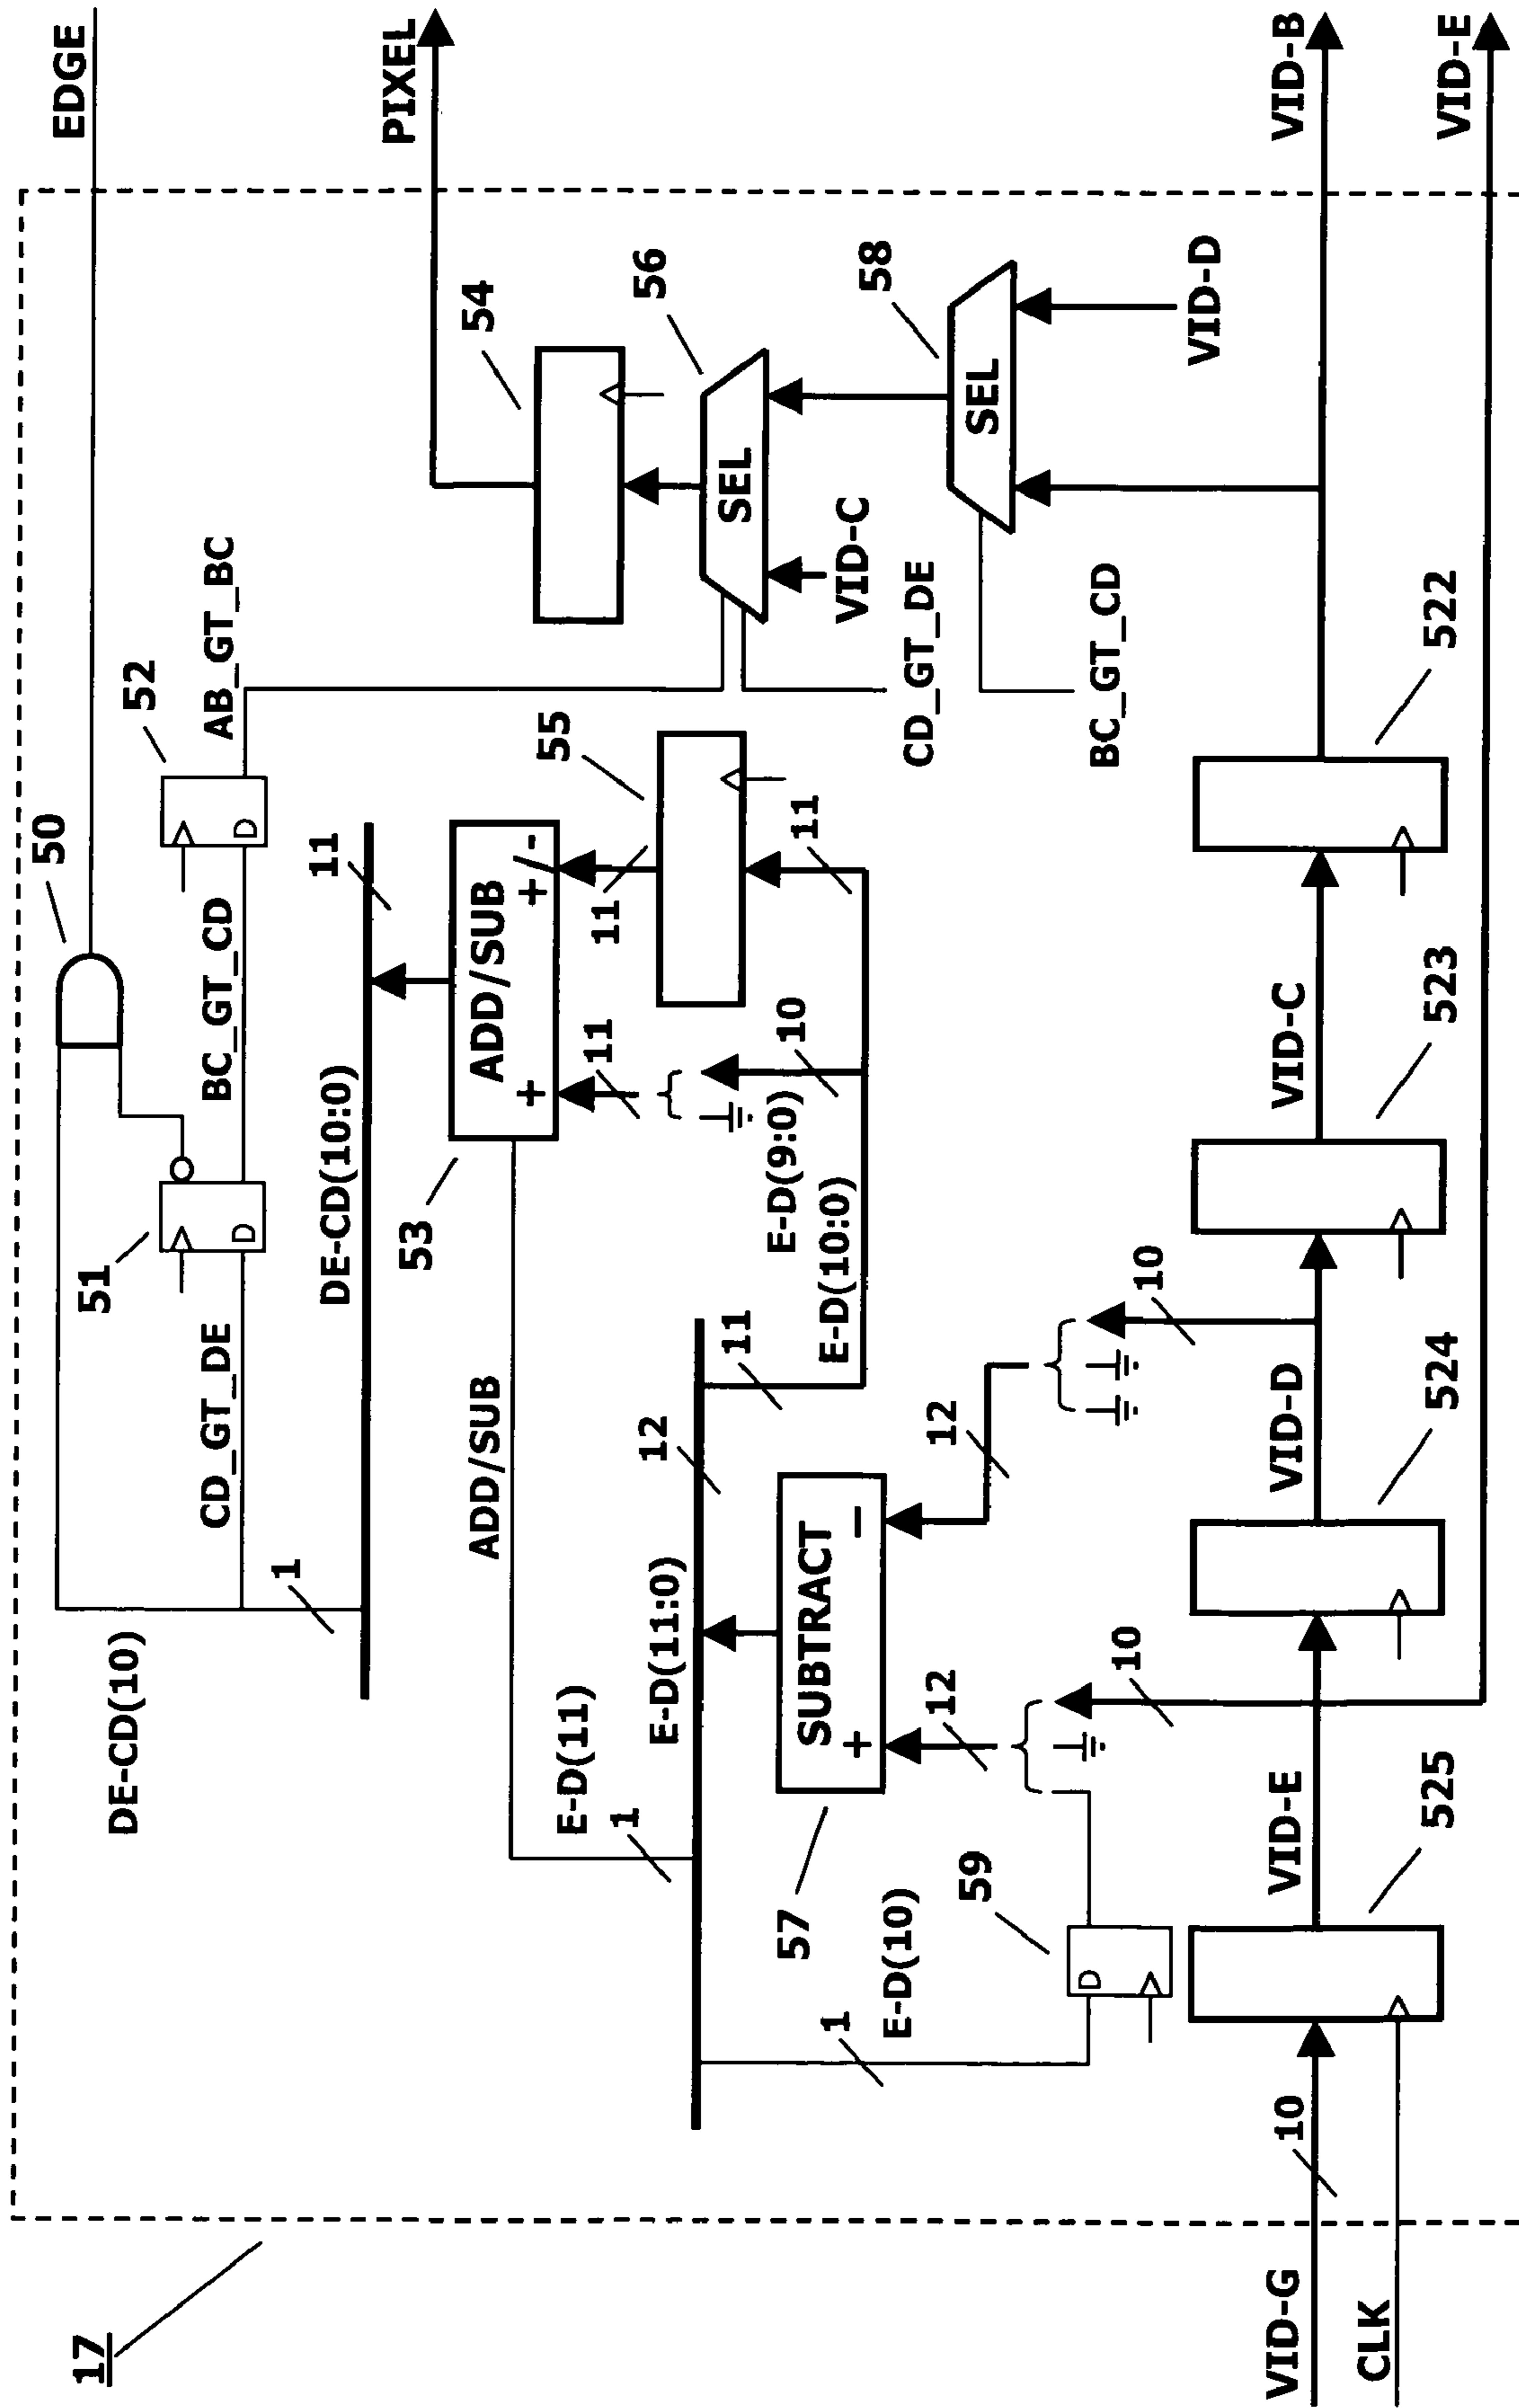 17
EDGE
50
DE-CD(10)
1
CD_GT_DE
51
D
BC_GT_CD
52
D
AB_GT_BC
PIXEL
DE-CD(10:0)
11
54
ADD/SUB
53
ADD/SUB
+
+/-
11
11
55
SEL
56
VID-C
CD_GT_DE
E-D(11)
1
E-D(11:0)
12
11
E-D(9:0)
10
E-D(10:0)
11
57
SUBTRACT
+
−
12
12
SEL
58
BC_GT_CD
VID-D
1
E-D(10)
59
D
10
10
VID-G
10
VID-E
VID-D
VID-C
VID-B
CLK
525
524
523
522
VID-E